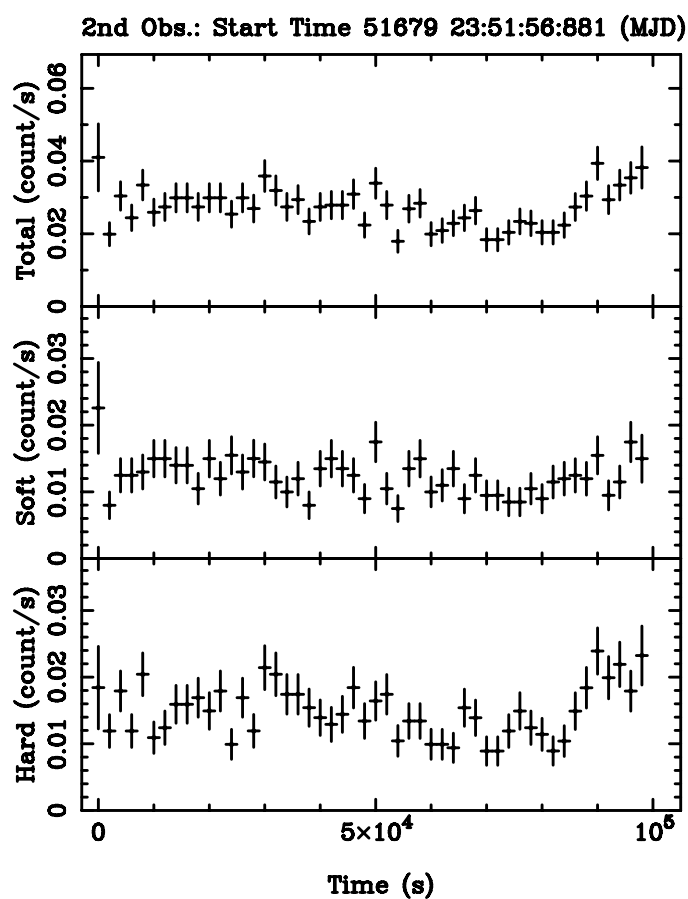 2nd Obs.: Start Time 51679 23:51:56:881 (MJD)
Total (count/s)
0.06
0.04
0.02
0
Soft (count/s)
0.03
0.02
0.01
0
Hard (count/s)
0.03
0.02
0.01
0
0 5×10⁴ 10⁵
Time (s)